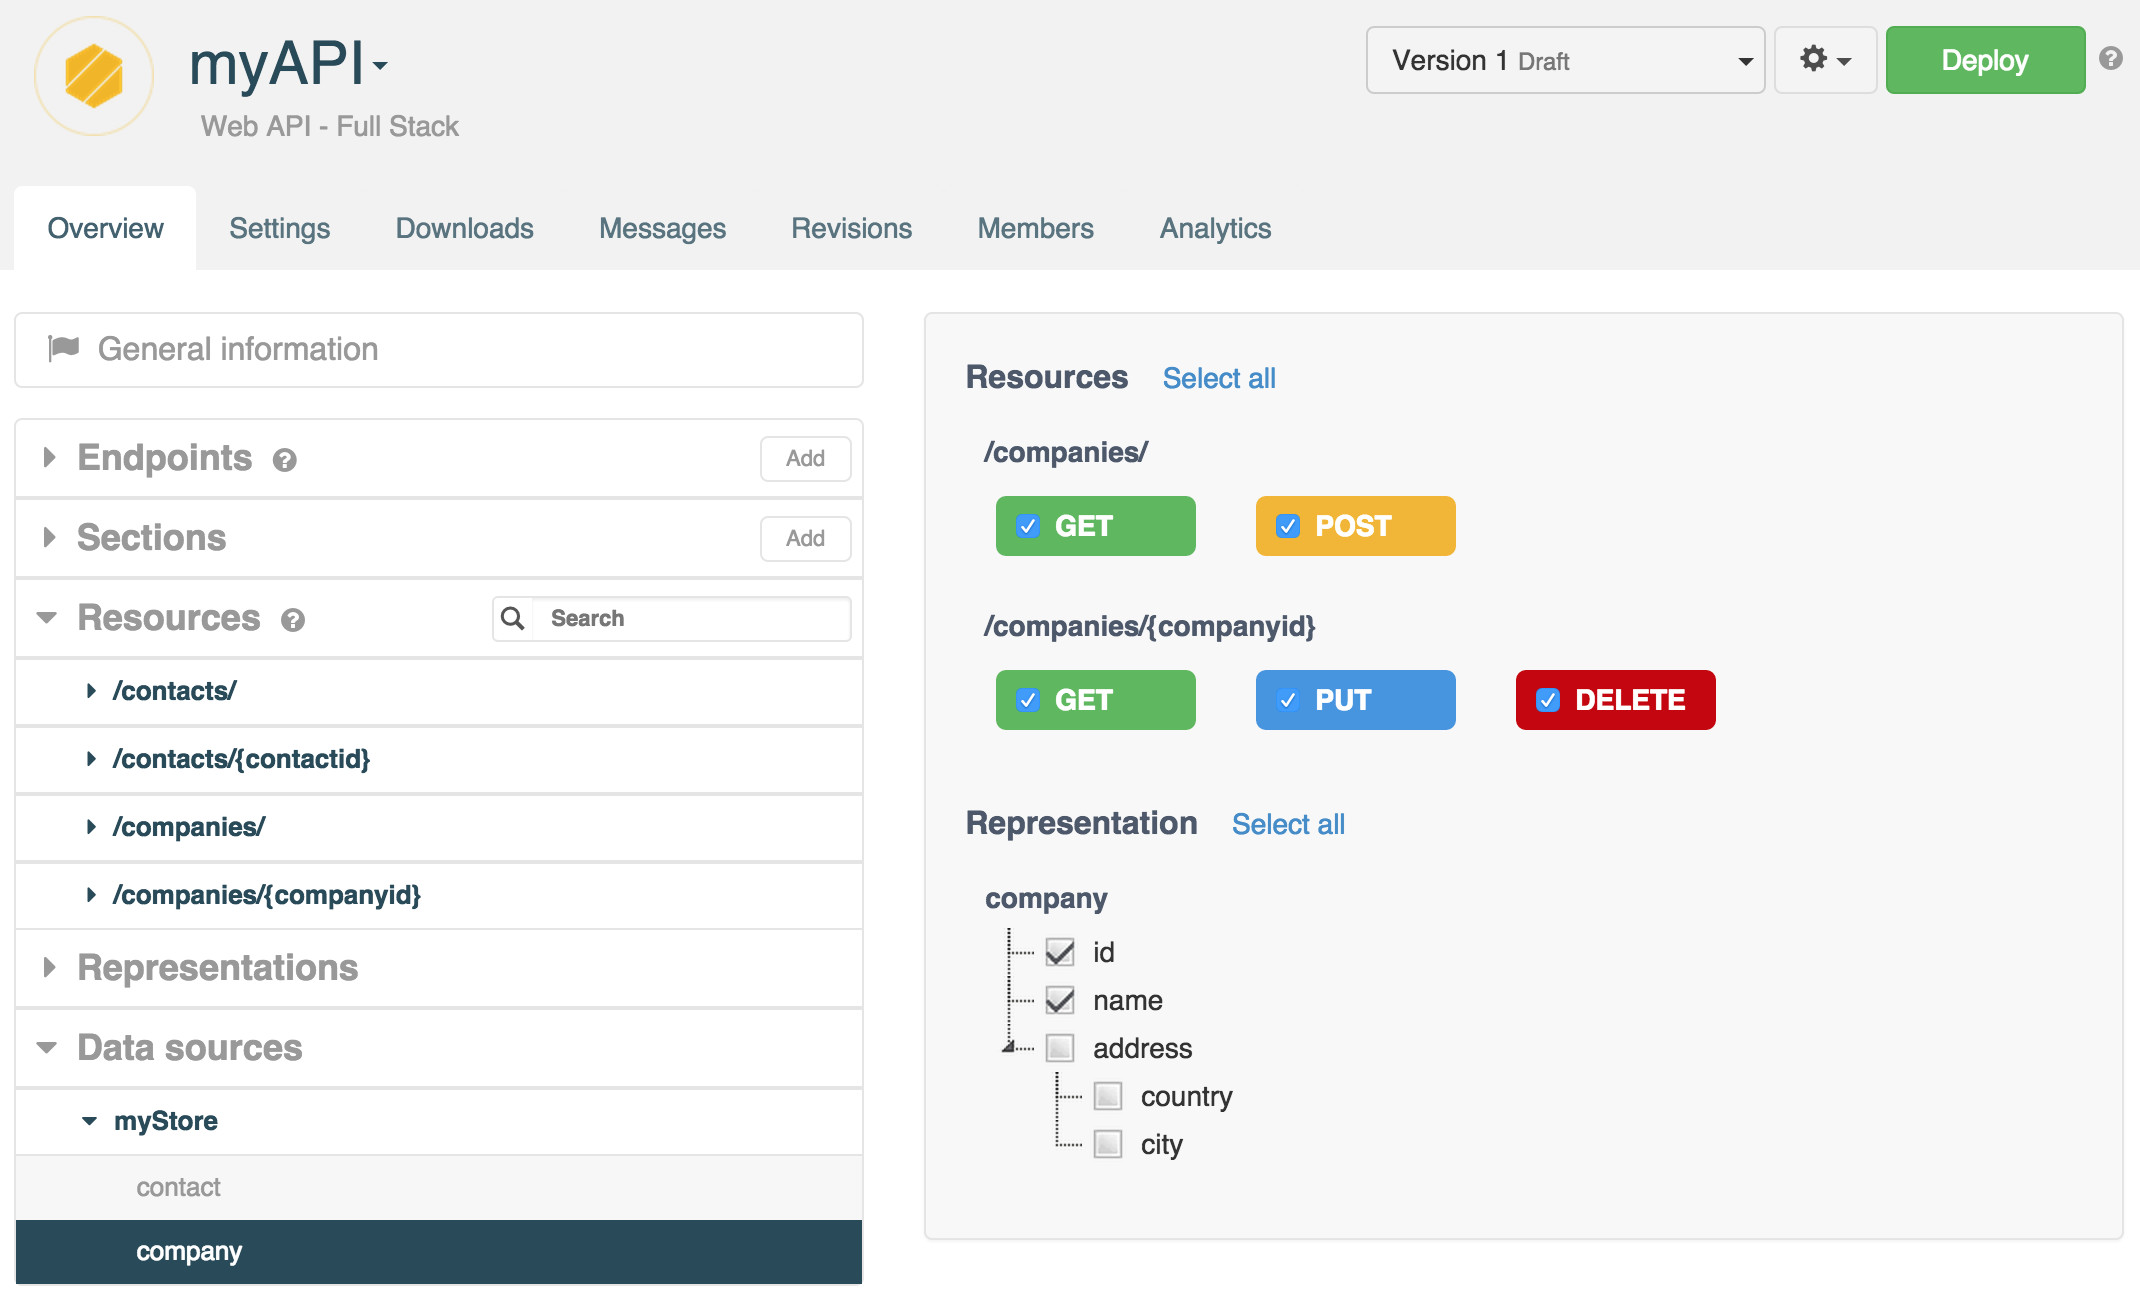 myAPI
Web API - Full Stack
Version 1 Draft
Deploy
?
Overview Settings Downloads Messages Revisions Members Analytics
General information
Endpoints ?
Add
Sections
Add
Resources ?
Search
/contacts/
/contacts/{contactid}
/companies/
/companies/{companyid}
Representations
Data sources
myStore
contact
company
Resources Select all
/companies/
GET POST
/companies/{companyid}
GET PUT DELETE
Representation Select all
company
id
name
address
country
city